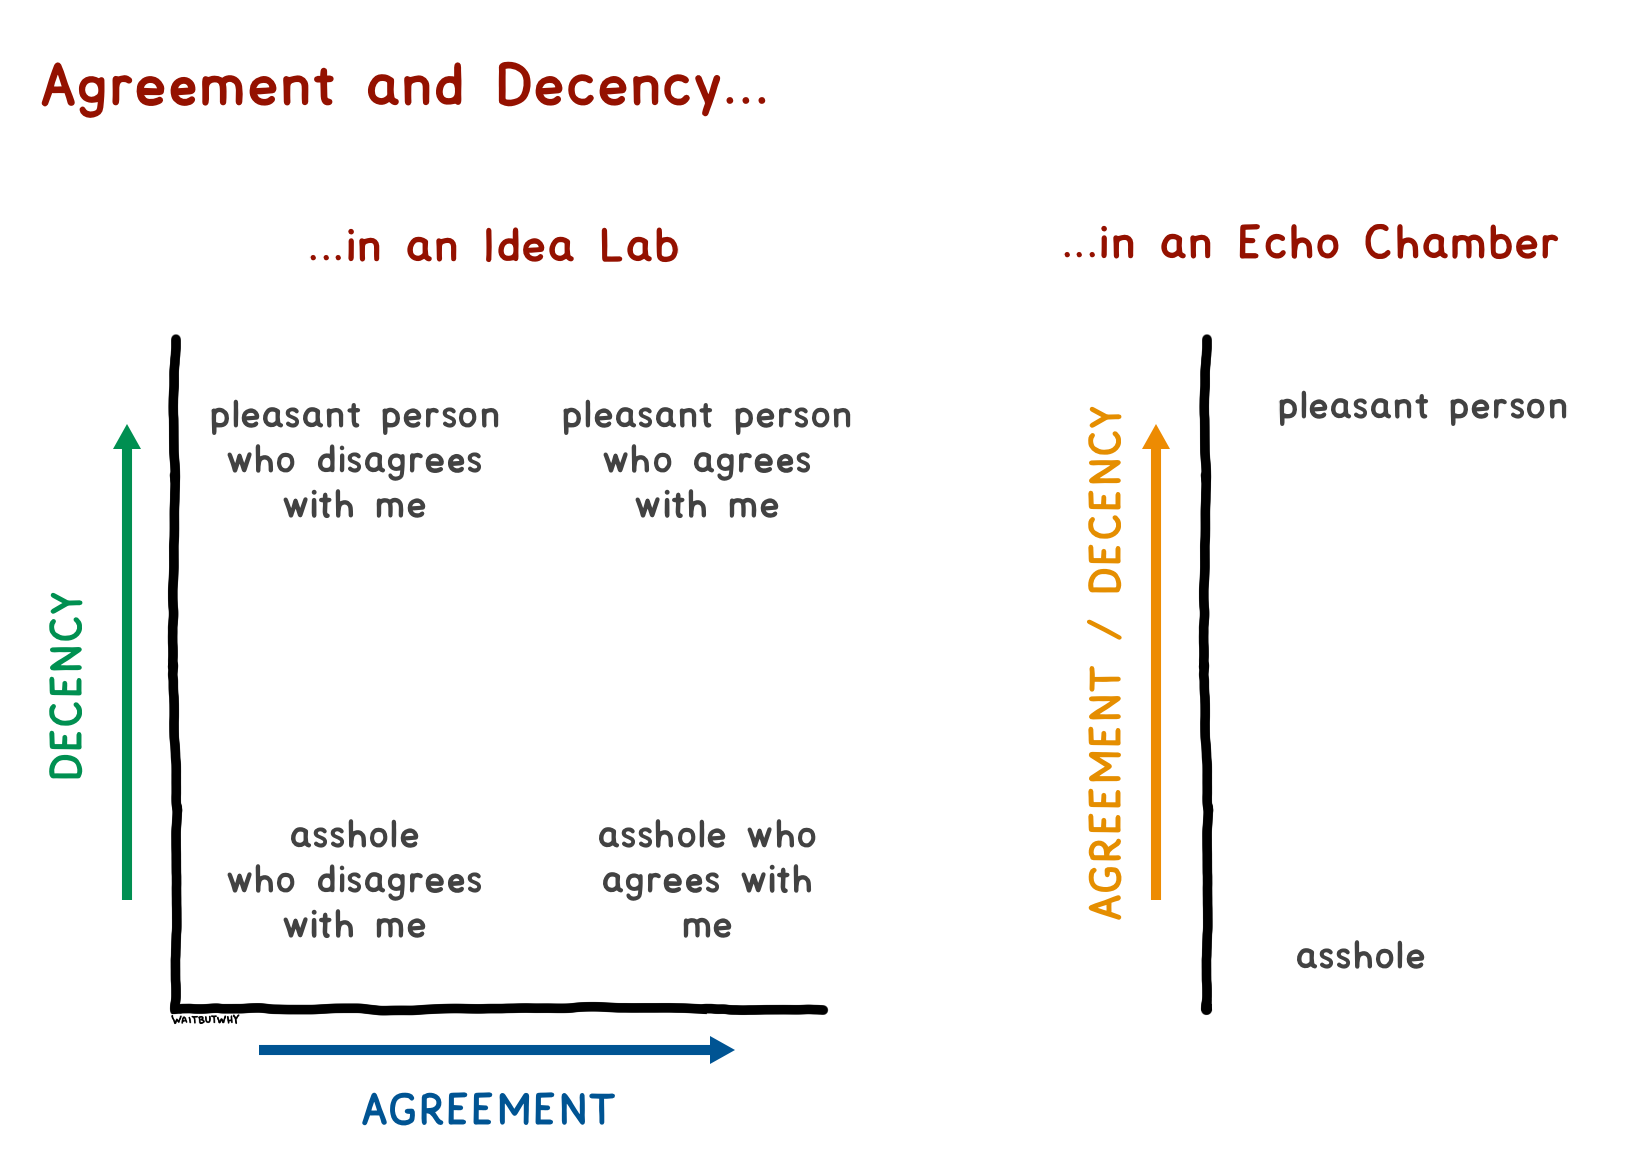 Agreement and Decency...
...in an Idea Lab
DECENCY
pleasant person
who disagrees
with me
pleasant person
who agrees
with me
asshole
who disagrees
with me
asshole who
agrees with
me
WAITBUTWHY
AGREEMENT
...in an Echo Chamber
AGREEMENT / DECENCY
pleasant person
asshole